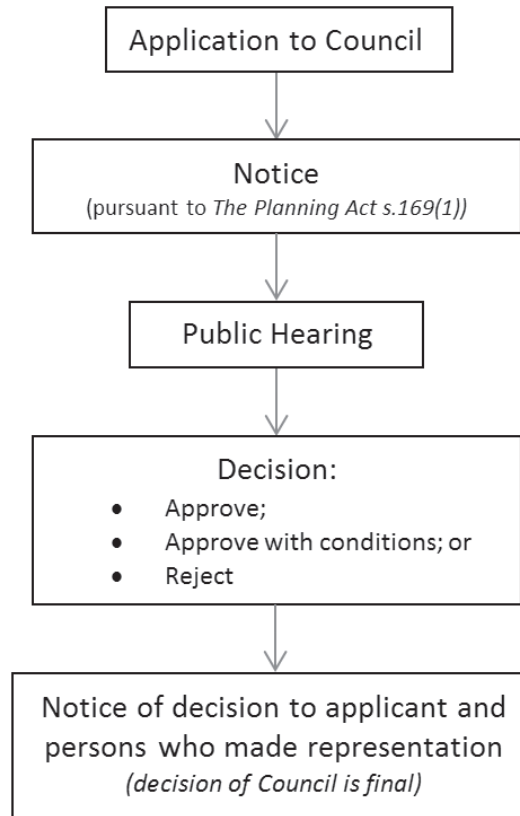 Application to Council
Notice
(pursuant to The Planning Act s.169(1))
Public Hearing
Decision:
• Approve;
• Approve with conditions; or
• Reject
Notice of decision to applicant and
persons who made representation
(decision of Council is final)